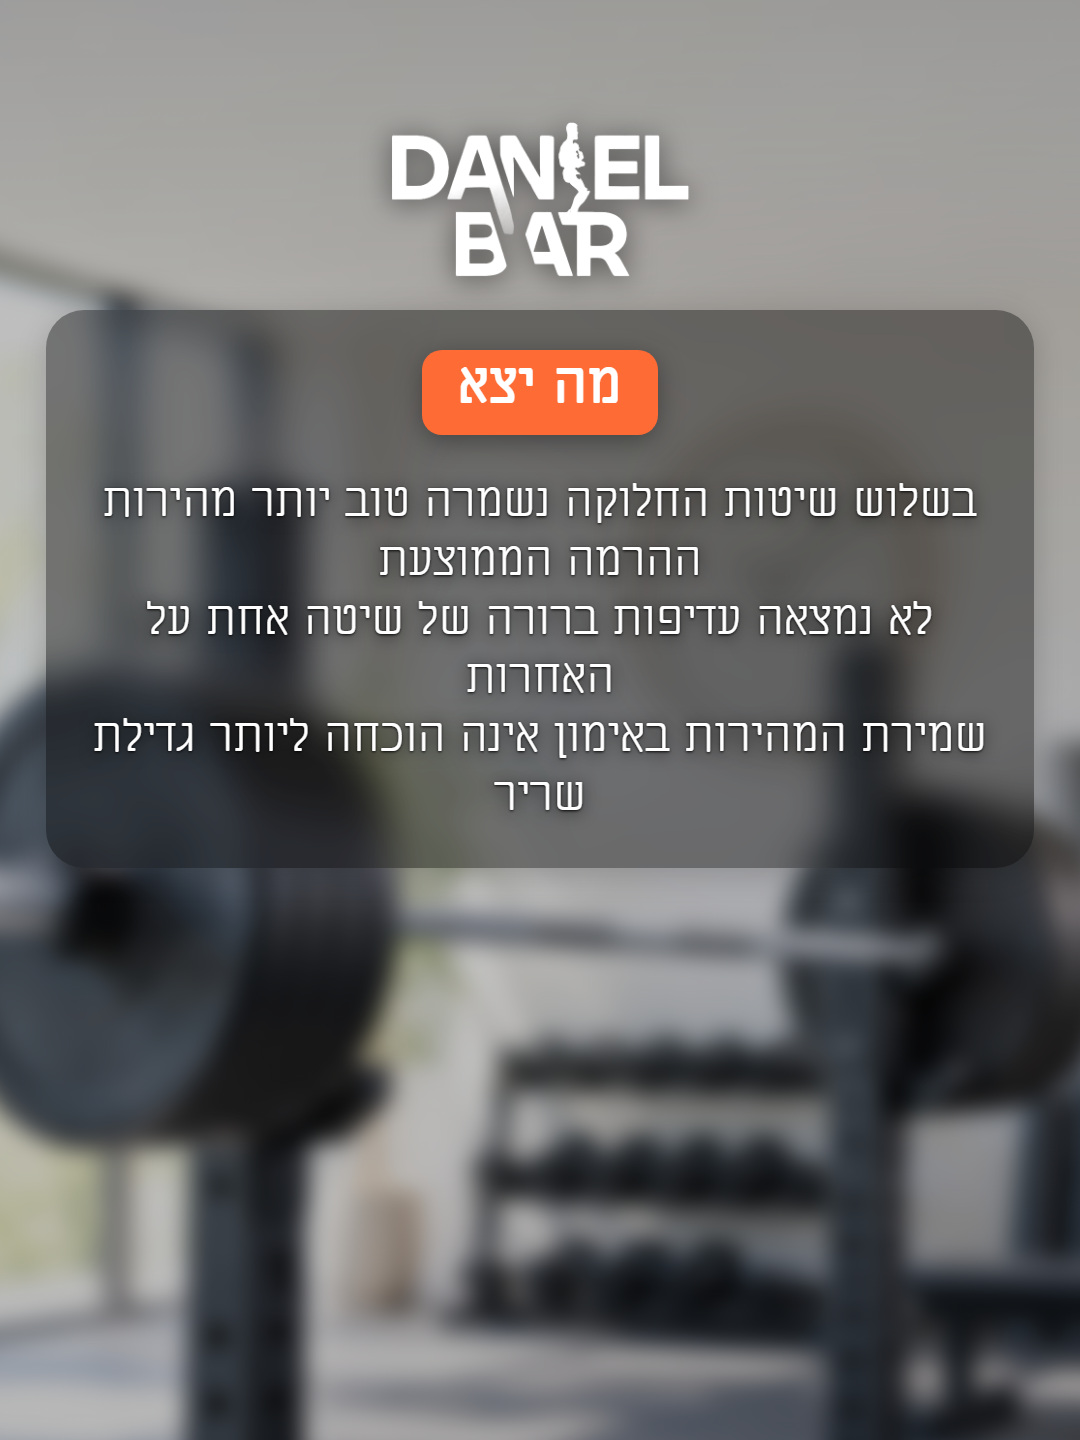 DANIEL
BAR
מה יצא
בשלוש שיטות החלוקה נשמרה טוב יותר מהירות
ההרמה הממוצעת
לא נמצאה עדיפות ברורה של שיטה אחת על
האחרות
שמירת המהירות באימון אינה הוכחה ליותר גדילת
שריר